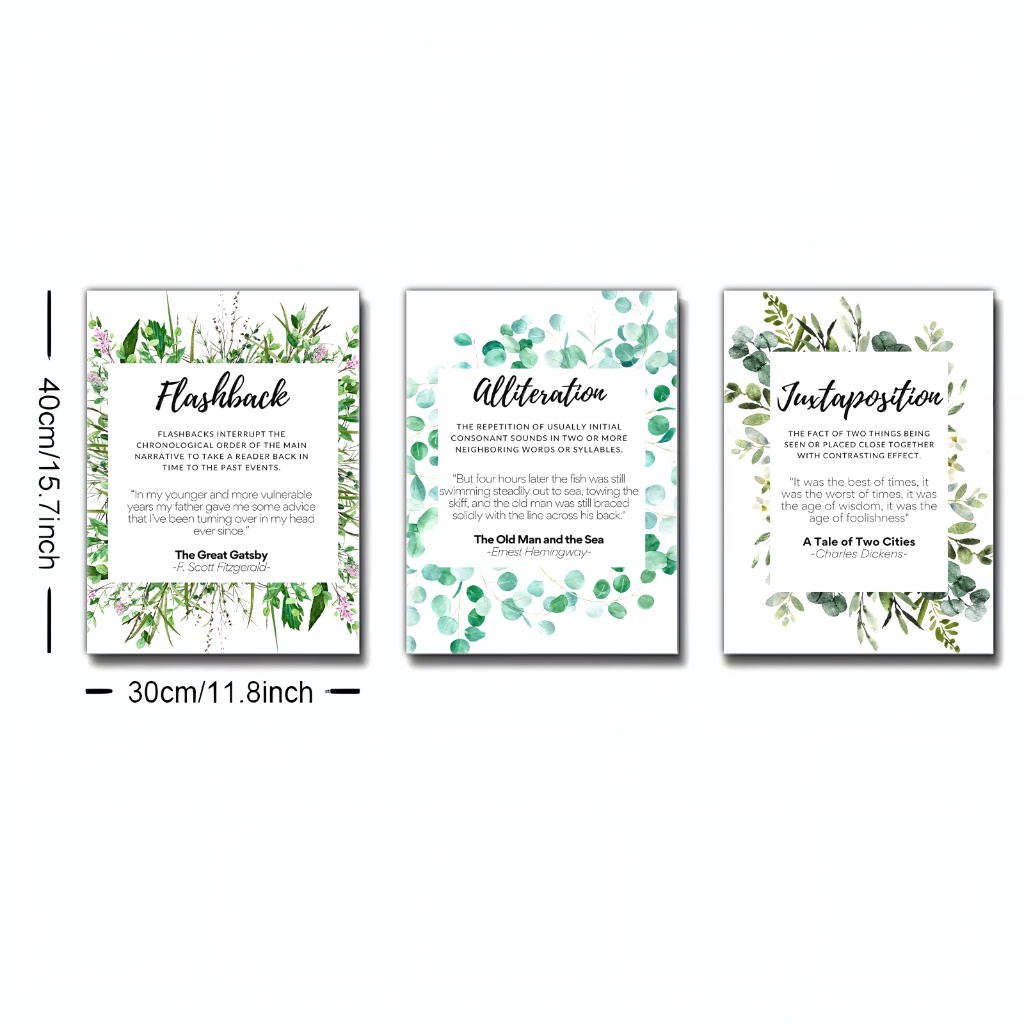 40cm/15.7inch
Flashback
FLASHBACKS INTERRUPT THE
CHRONOLOGICAL ORDER OF THE MAIN
NARRATIVE TO TAKE A READER BACK IN
TIME TO THE PAST EVENTS.
"In my younger and more vulnerable
years my father gave me some advice
that I've been turning over in my head
ever since."
The Great Gatsby
-F. Scott Fitzgerald-
30cm/11.8inch
Alliteration
THE REPETITION OF USUALLY INITIAL
CONSONANT SOUNDS IN TWO OR MORE
NEIGHBORING WORDS OR SYLLABLES.
"But four hours later the fish was still
swimming steadily out to sea, towing the
skiff, and the old man was still braced
solidly with the line across his back."
The Old Man and the Sea
-Ernest Hemingway-
Juxtaposition
THE FACT OF TWO THINGS BEING
SEEN OR PLACED CLOSE TOGETHER
WITH CONTRASTING EFFECT.
"It was the best of times, it
was the worst of times, it was
the age of wisdom, it was the
age of foolishness"
A Tale of Two Cities
-Charles Dickens-